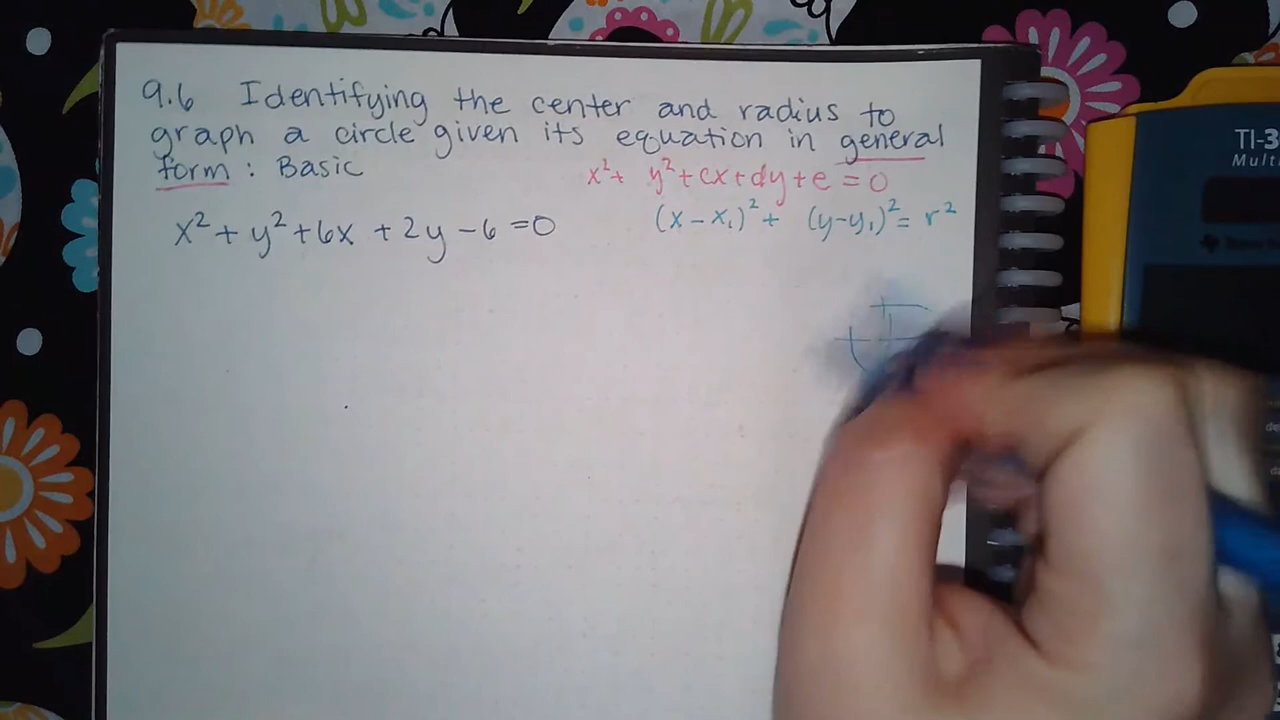 9.6 Identifying the center and radius to
graph a circle given its equation in general
form : Basic
x² + y² + cx + dy + e = 0
x² + y² + 6x + 2y - 6 = 0
(x - x₁)² + (y - y₁)² = r²
TI-3
Mult